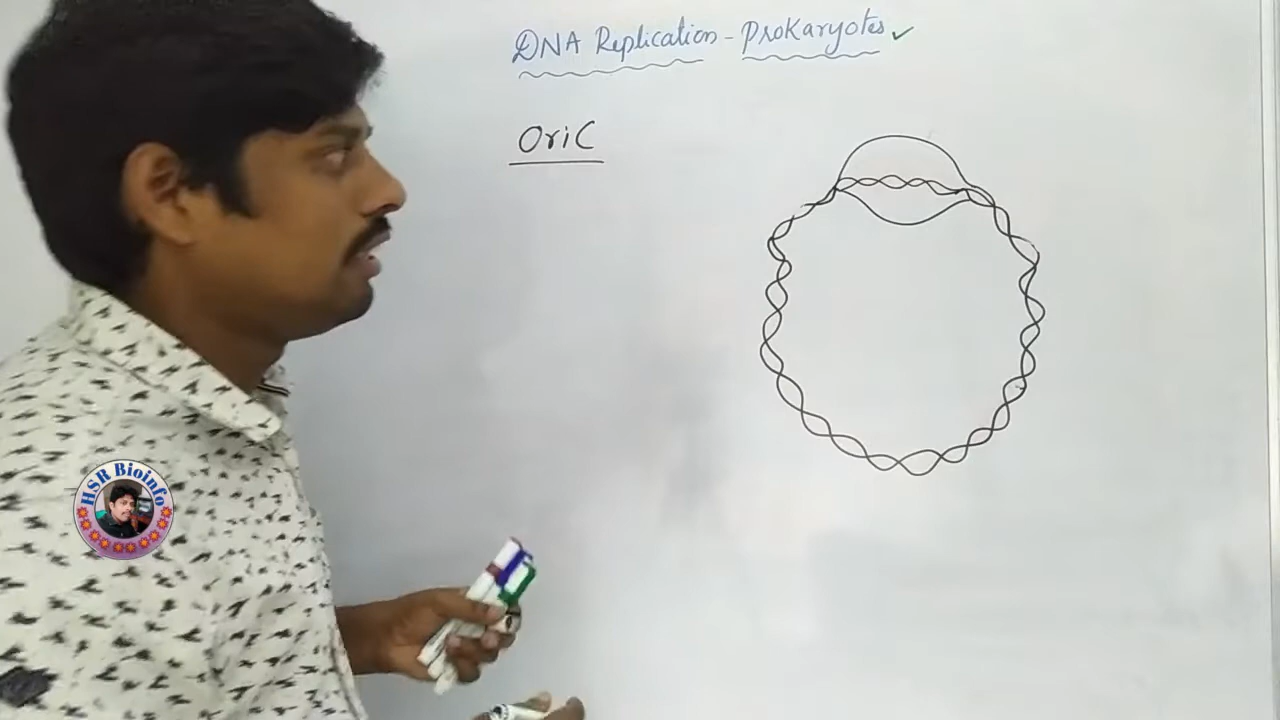 DNA Replication - Prokaryotes ✓
OriC
HSR Bioinfo